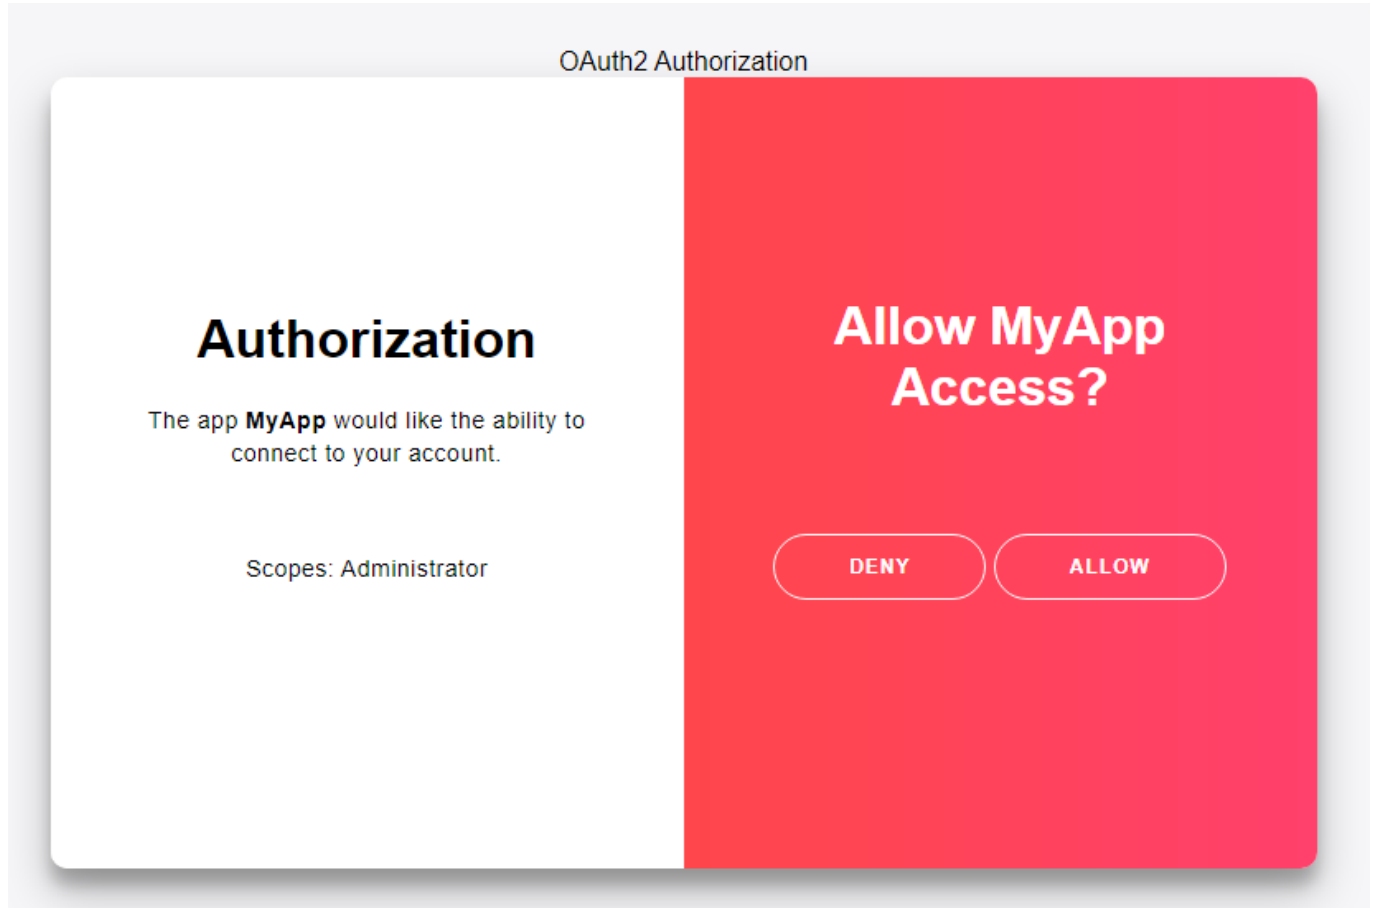 OAuth2 Authorization
Authorization
The app MyApp would like the ability to
connect to your account.
Scopes: Administrator
Allow MyApp
Access?
DENY
ALLOW